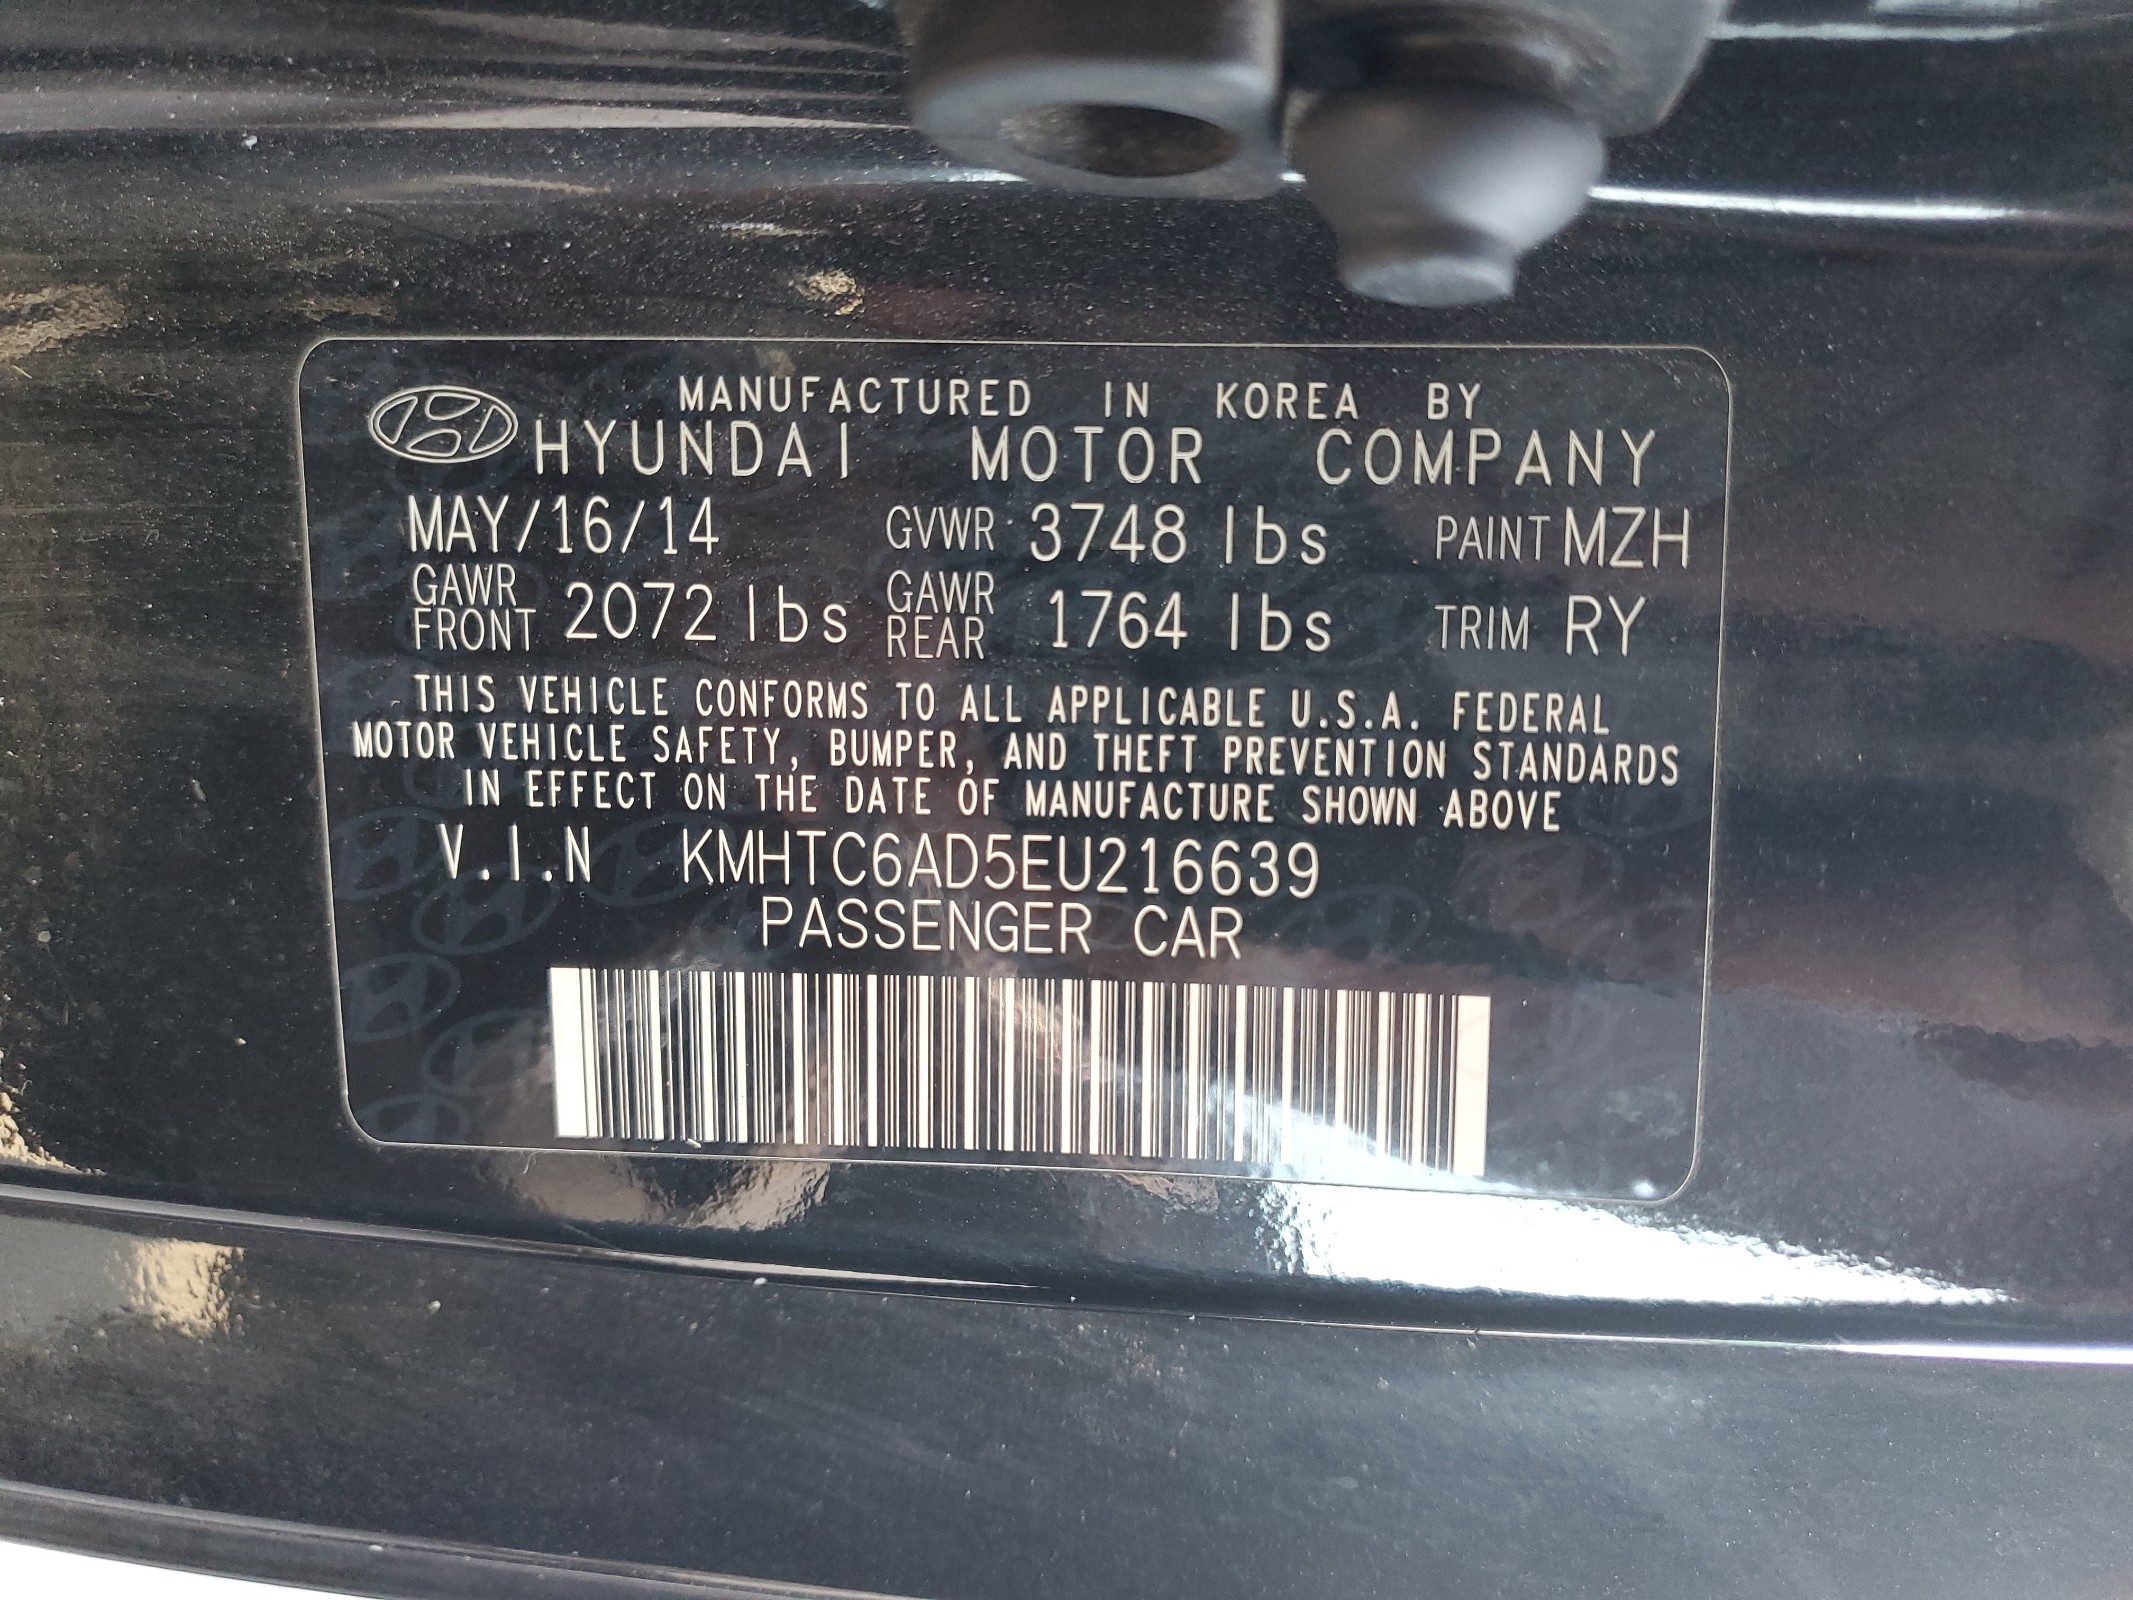 MANUFACTURED IN KOREA BY
HYUNDAI MOTOR COMPANY
MAY/16/14 GVWR 3748 lbs PAINT MZH
GAWR FRONT 2072 lbs GAWR REAR 1764 lbs TRIM RY
THIS VEHICLE CONFORMS TO ALL APPLICABLE U.S.A. FEDERAL
MOTOR VEHICLE SAFETY, BUMPER, AND THEFT PREVENTION STANDARDS
IN EFFECT ON THE DATE OF MANUFACTURE SHOWN ABOVE
V.I.N KMHTC6AD5EU216639
PASSENGER CAR